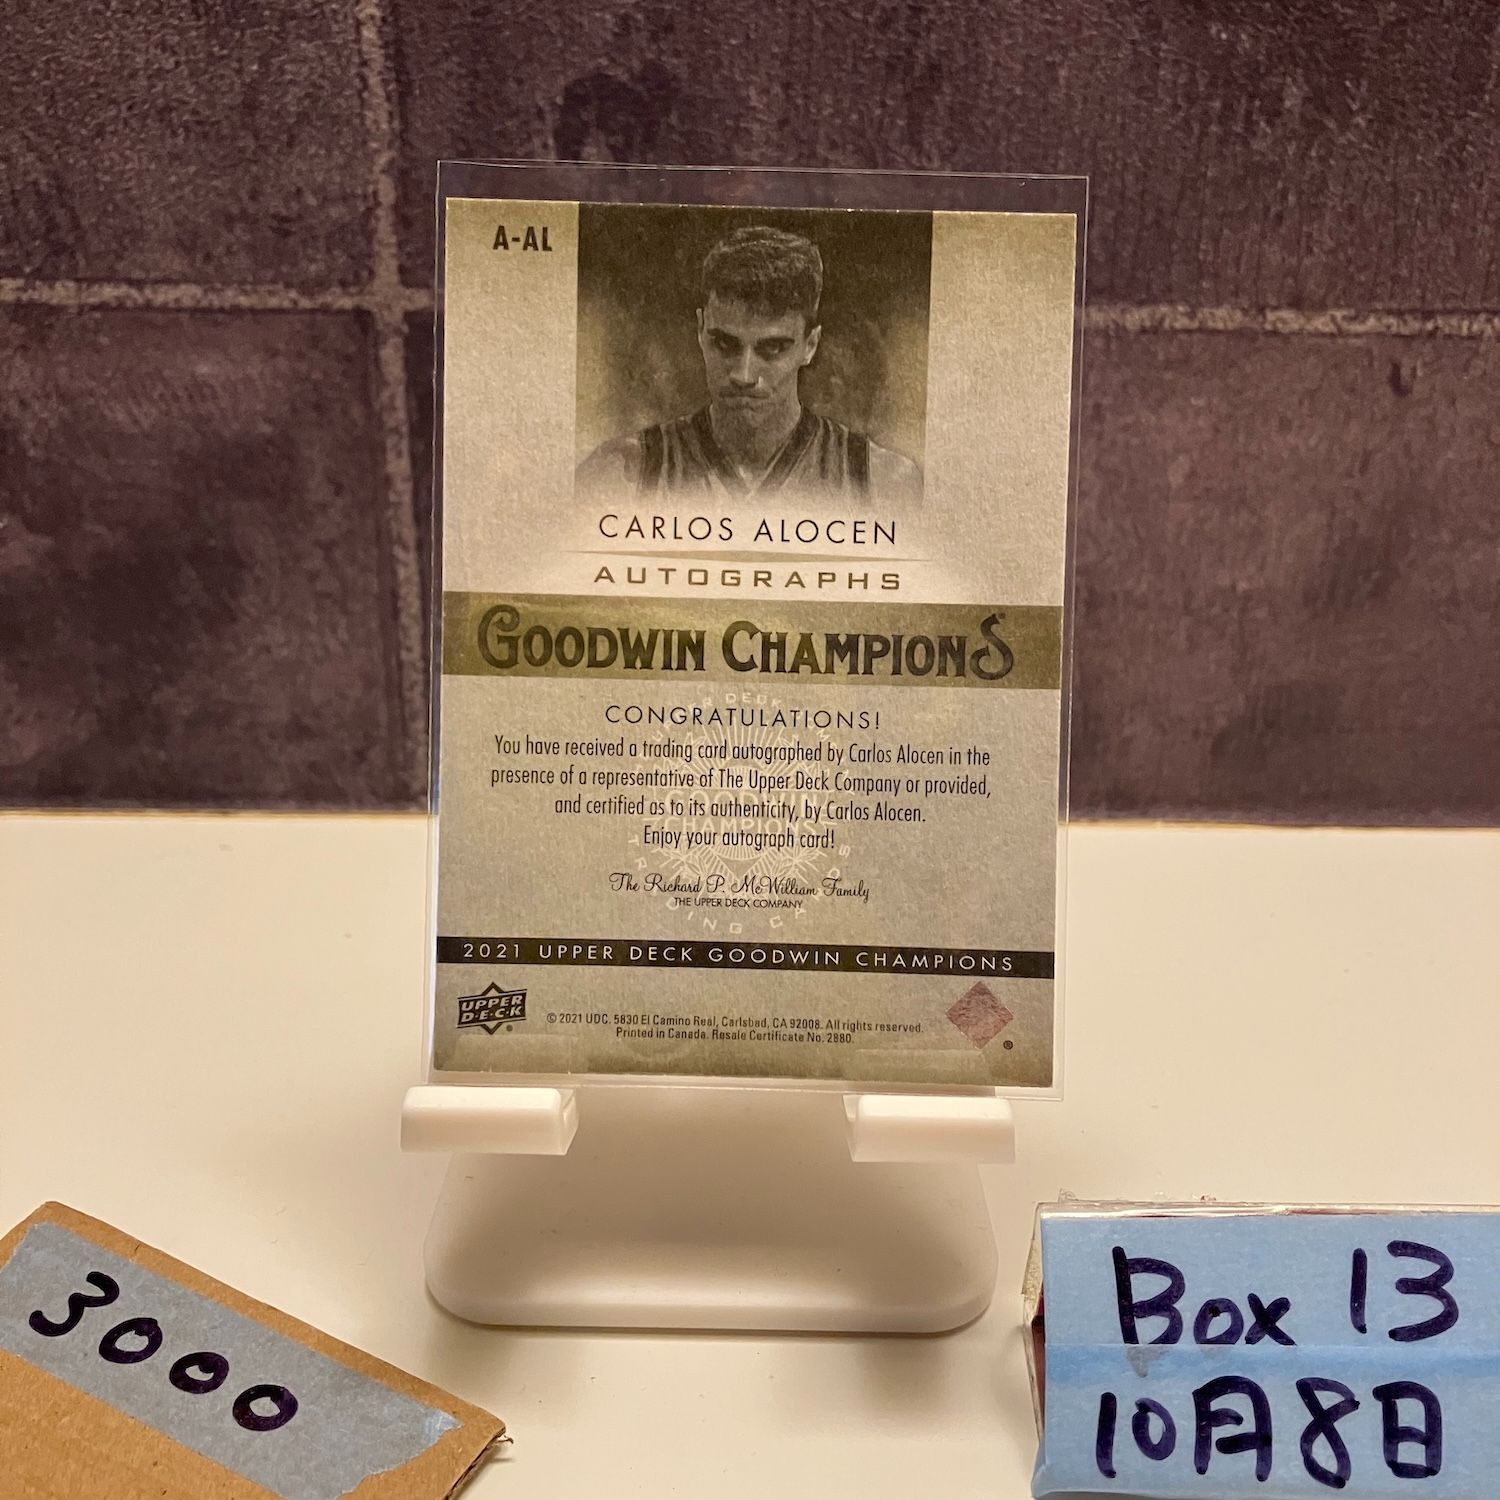 A-AL
CARLOS ALOCEN
AUTOGRAPHS
GOODWIN CHAMPIONS
CONGRATULATIONS!
You have received a trading card autographed by Carlos Alocen in the
presence of a representative of The Upper Deck Company or provided,
and certified as to its authenticity, by Carlos Alocen.
Enjoy your autograph card!
The Richard P. McWilliam Family
THE UPPER DECK COMPANY
2021 UPPER DECK GOODWIN CHAMPIONS
UPPER
D·E·C·K
© 2021 UDC. 5830 El Camino Real, Carlsbad, CA 92008. All rights reserved.
Printed in Canada. Resale Certificate No. 2880.
3000
Box 13
10月8日